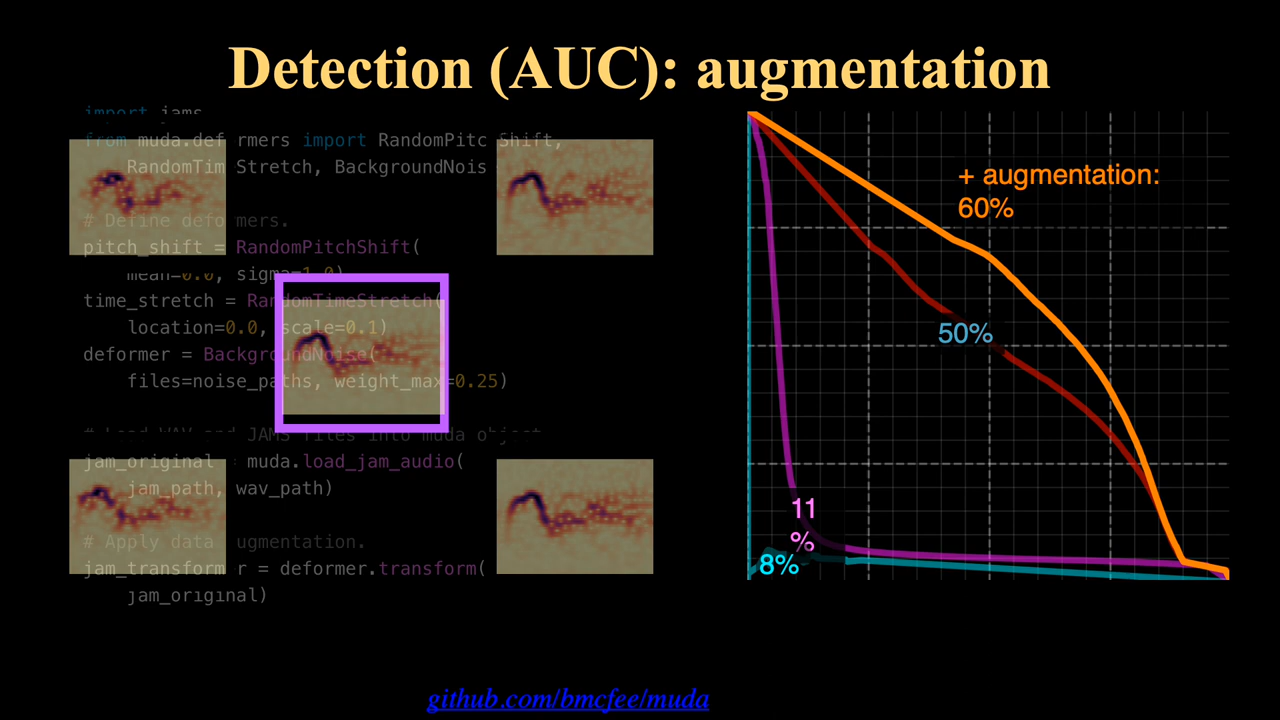 Detection (AUC): augmentation
import jams
from muda.def rmers import RandomPitc Shift,
RandomTim Stretch, BackgroundNois
# Define deformers.
pitch_shift = RandomPitchShift(
mean=0.0, sigma=1.0)
time_stretch = RandomTimeStretch(
location=0.0, scale=0.1)
deformer = BackgroundNoise(
files=noise_paths, weight_max=0.25)
# Load WAV and JAMS files into muda object
jam_original = muda.load_jam_audio(
jam_path, wav_path)
# Apply data ugmentation.
jam_transform r = deformer.transform(
jam_original)
+ augmentation:
60%
50%
11
%
8%
github.com/bmcfee/muda